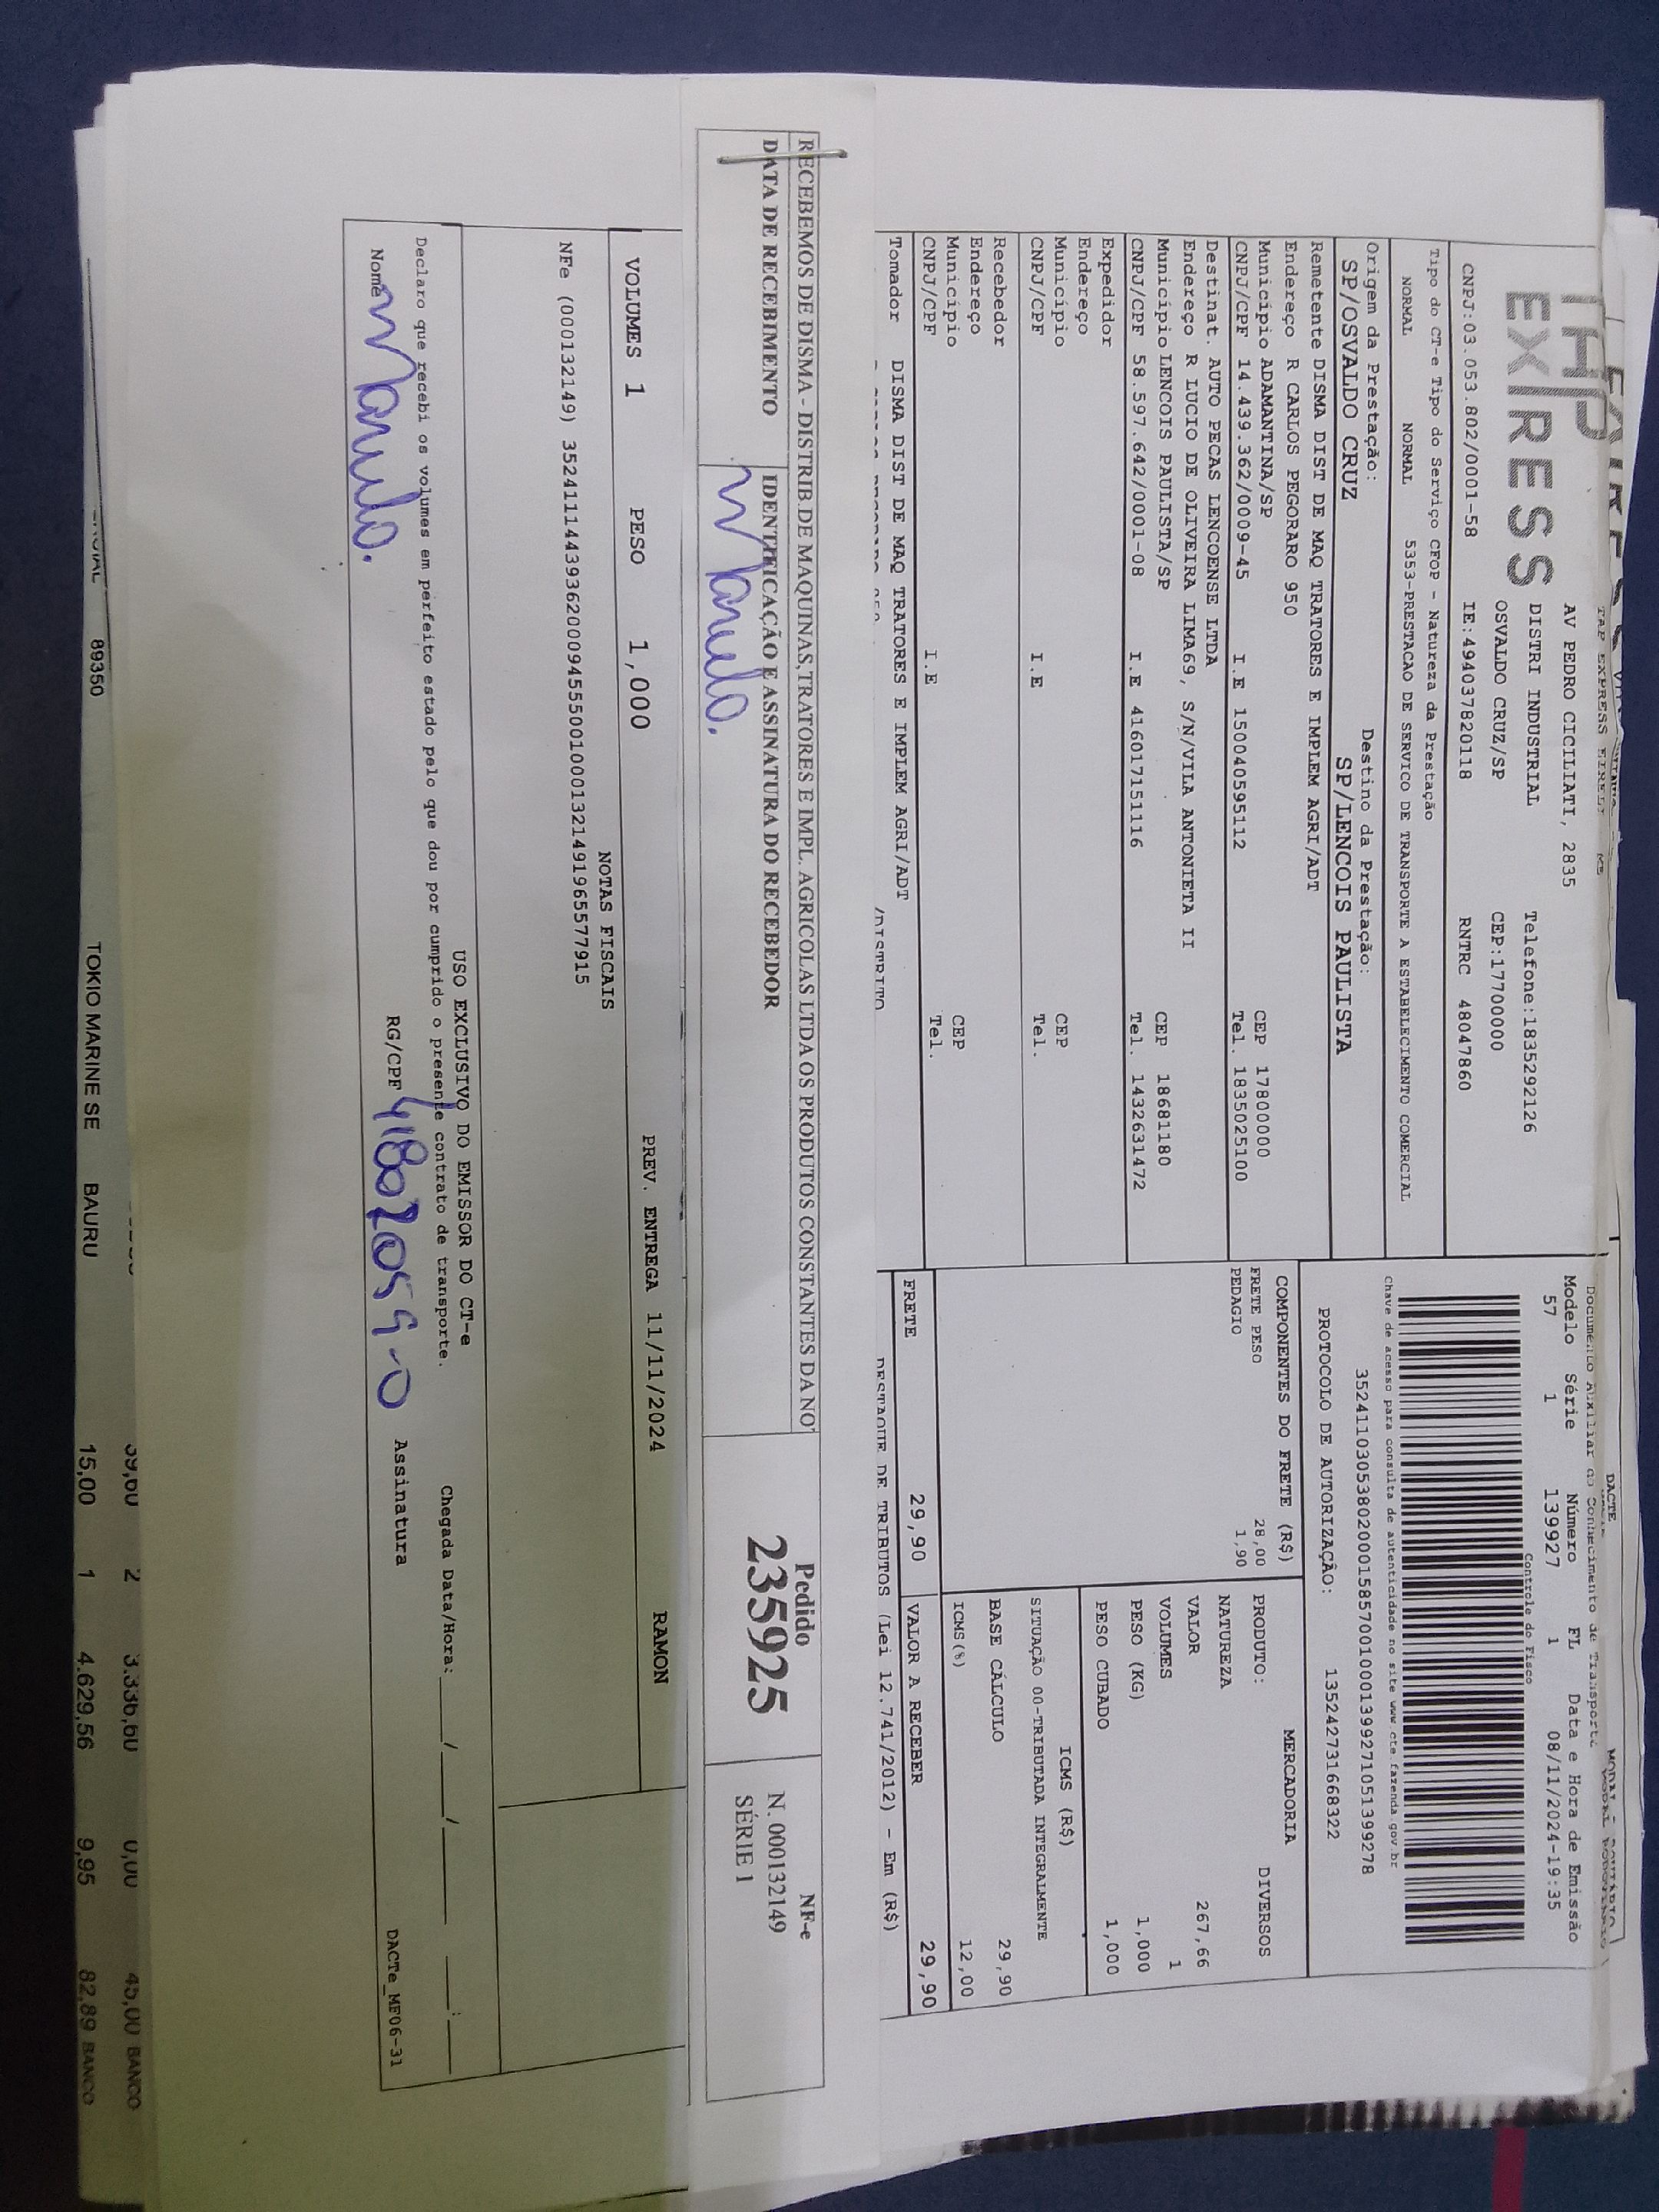 DACTE
THP
EXPRESS
AV PEDRO CICILIATI, 2835
DISTRI INDUSTRIAL
Telefone:1835292126
OSVALDO CRUZ/SP
CEP:17700000
CNPJ:03.053.802/0001-58
IE:494037820118
RNTRC 48047860
Documento Auxiliar do Conhecimento de Transporte
Modelo Série Número FL Data e Hora de Emissão
57 1 139927 1 08/11/2024-19:35
Controle do Fisco
Chave de acesso para consulta de autenticidade no site www.cte.fazenda.gov.br
35241103053802000158570010001399271051399278
PROTOCOLO DE AUTORIZAÇÃO: 135242731668322
Tipo do CT-e Tipo do Serviço CFOP - Natureza da Prestação
NORMAL NORMAL 5353-PRESTACAO DE SERVICO DE TRANSPORTE A ESTABELECIMENTO COMERCIAL
Origem da Prestação: Destino da Prestação:
SP/OSVALDO CRUZ SP/LENCOIS PAULISTA
Remetente DISMA DIST DE MAQ TRATORES E IMPLEM AGRI/ADT
Endereço R CARLOS PEGORARO 950
Município ADAMANTINA/SP CEP 17800000
CNPJ/CPF 14.439.362/0009-45 I.E 150040595112 Tel. 1835025100
Destinat. AUTO PECAS LENCOENSE LTDA
Endereço R LUCIO DE OLIVEIRA LIMA69, S/N/VILA ANTONIETA II
Município LENCOIS PAULISTA/SP CEP 18681180
CNPJ/CPF 58.597.642/0001-08 I.E 416017151116 Tel. 1432631472
Expedidor
Endereço
Município CEP
CNPJ/CPF I.E Tel.
Recebedor
Endereço
Município CEP
CNPJ/CPF I.E Tel.
Tomador DISMA DIST DE MAQ TRATORES E IMPLEM AGRI/ADT
/DISTRITO
COMPONENTES DO FRETE (R$)
FRETE PESO 28,00
PEDAGIO 1,90
MERCADORIA
PRODUTO: DIVERSOS
NATUREZA
VALOR 267,66
VOLUMES 1
PESO (KG) 1,000
PESO CUBADO 1,000
ICMS (R$)
SITUAÇÃO 00-TRIBUTADA INTEGRALMENTE
BASE CÁLCULO 29,90
ICMS(%) 12,00
FRETE 29,90
VALOR A RECEBER 29,90
DESTAQUE DE TRIBUTOS (Lei 12.741/2012) - Em (R$)
RECEBEMOS DE DISMA - DISTRIB DE MAQUINAS,TRATORES E IMPL. AGRICOLAS LTDA OS PRODUTOS CONSTANTES DA NO
DATA DE RECEBIMENTO
IDENTIFICAÇÃO E ASSINATURA DO RECEBEDOR
Pedido
235925
NF-e
N. 000132149
SÉRIE 1
VOLUMES 1 PESO 1,000 PREV. ENTREGA 11/11/2024 RAMON
NOTAS FISCAIS
NFe (000132149) 35241114439362000945550010001321491965577915
USO EXCLUSIVO DO EMISSOR DO CT-e
Declaro que recebi os volumes em perfeito estado pelo que dou por cumprido o presente contrato de transporte.
Chegada Data/Hora: ___/___/___ ___:___
Nome
RG/CPF
Assinatura
DACTe_MF06-31
89350 TOKIO MARINE SE BAURU 15,00 1 4.629,56 9,95 82,89 BANCO